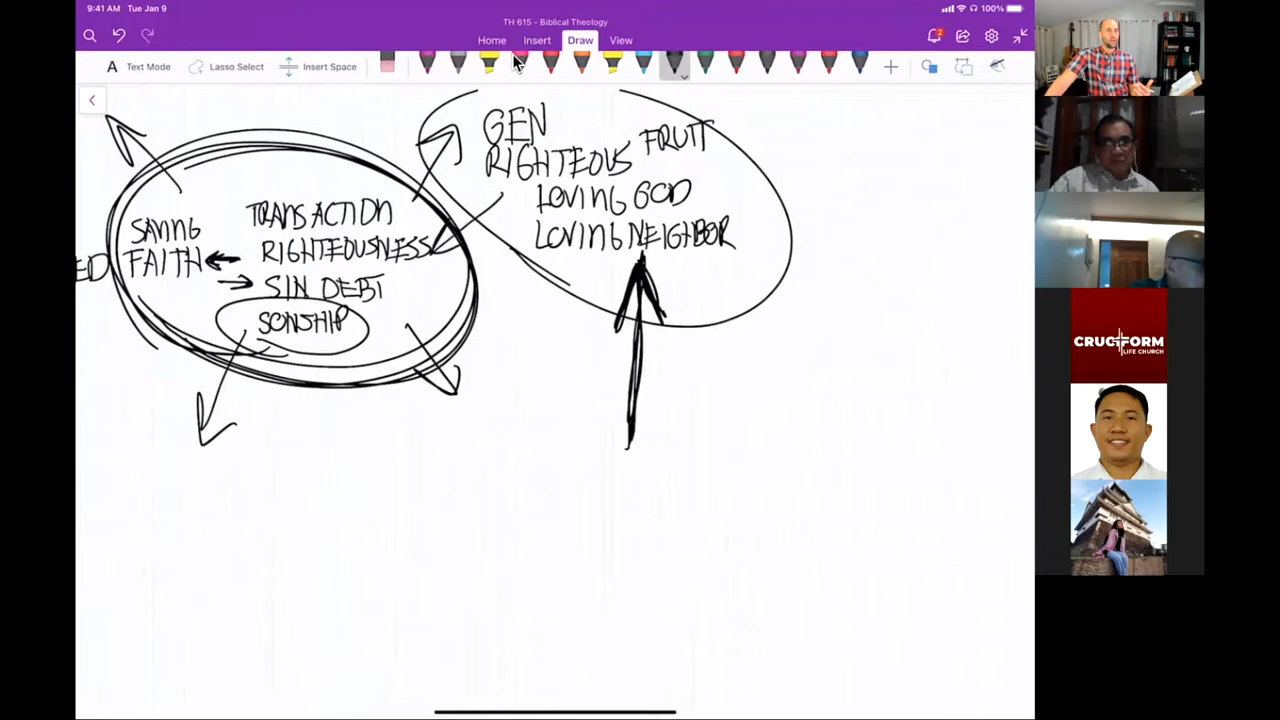 9:41 AM Tue Jan 9
100%
TH 615 - Biblical Theology
Home Insert Draw View
2
Text Mode
Lasso Select
Insert Space
GEN
RIGHTEOUS FRUIT
LOVING GOD
LOVING NEIGHBOR
ED
SAVING
FAITH
TRANSACTION
RIGHTEOUSNESS
SIN DEBT
SONSHIP
CRUCIFORM
LIFE CHURCH